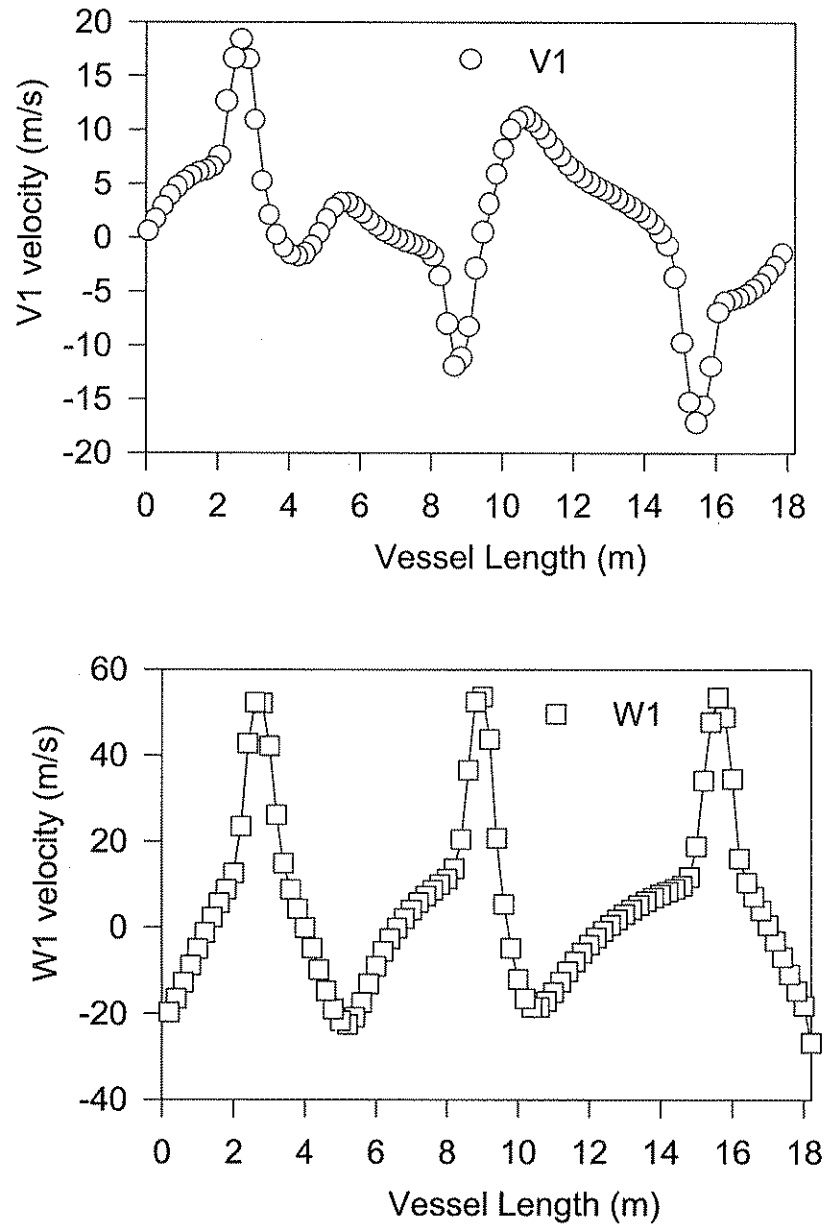 20
15
10
5
0
-5
-10
-15
-20
V1 velocity (m/s)
V1
0 2 4 6 8 10 12 14 16 18
Vessel Length (m)
60
40
20
0
-20
-40
W1 velocity (m/s)
W1
0 2 4 6 8 10 12 14 16 18
Vessel Length (m)